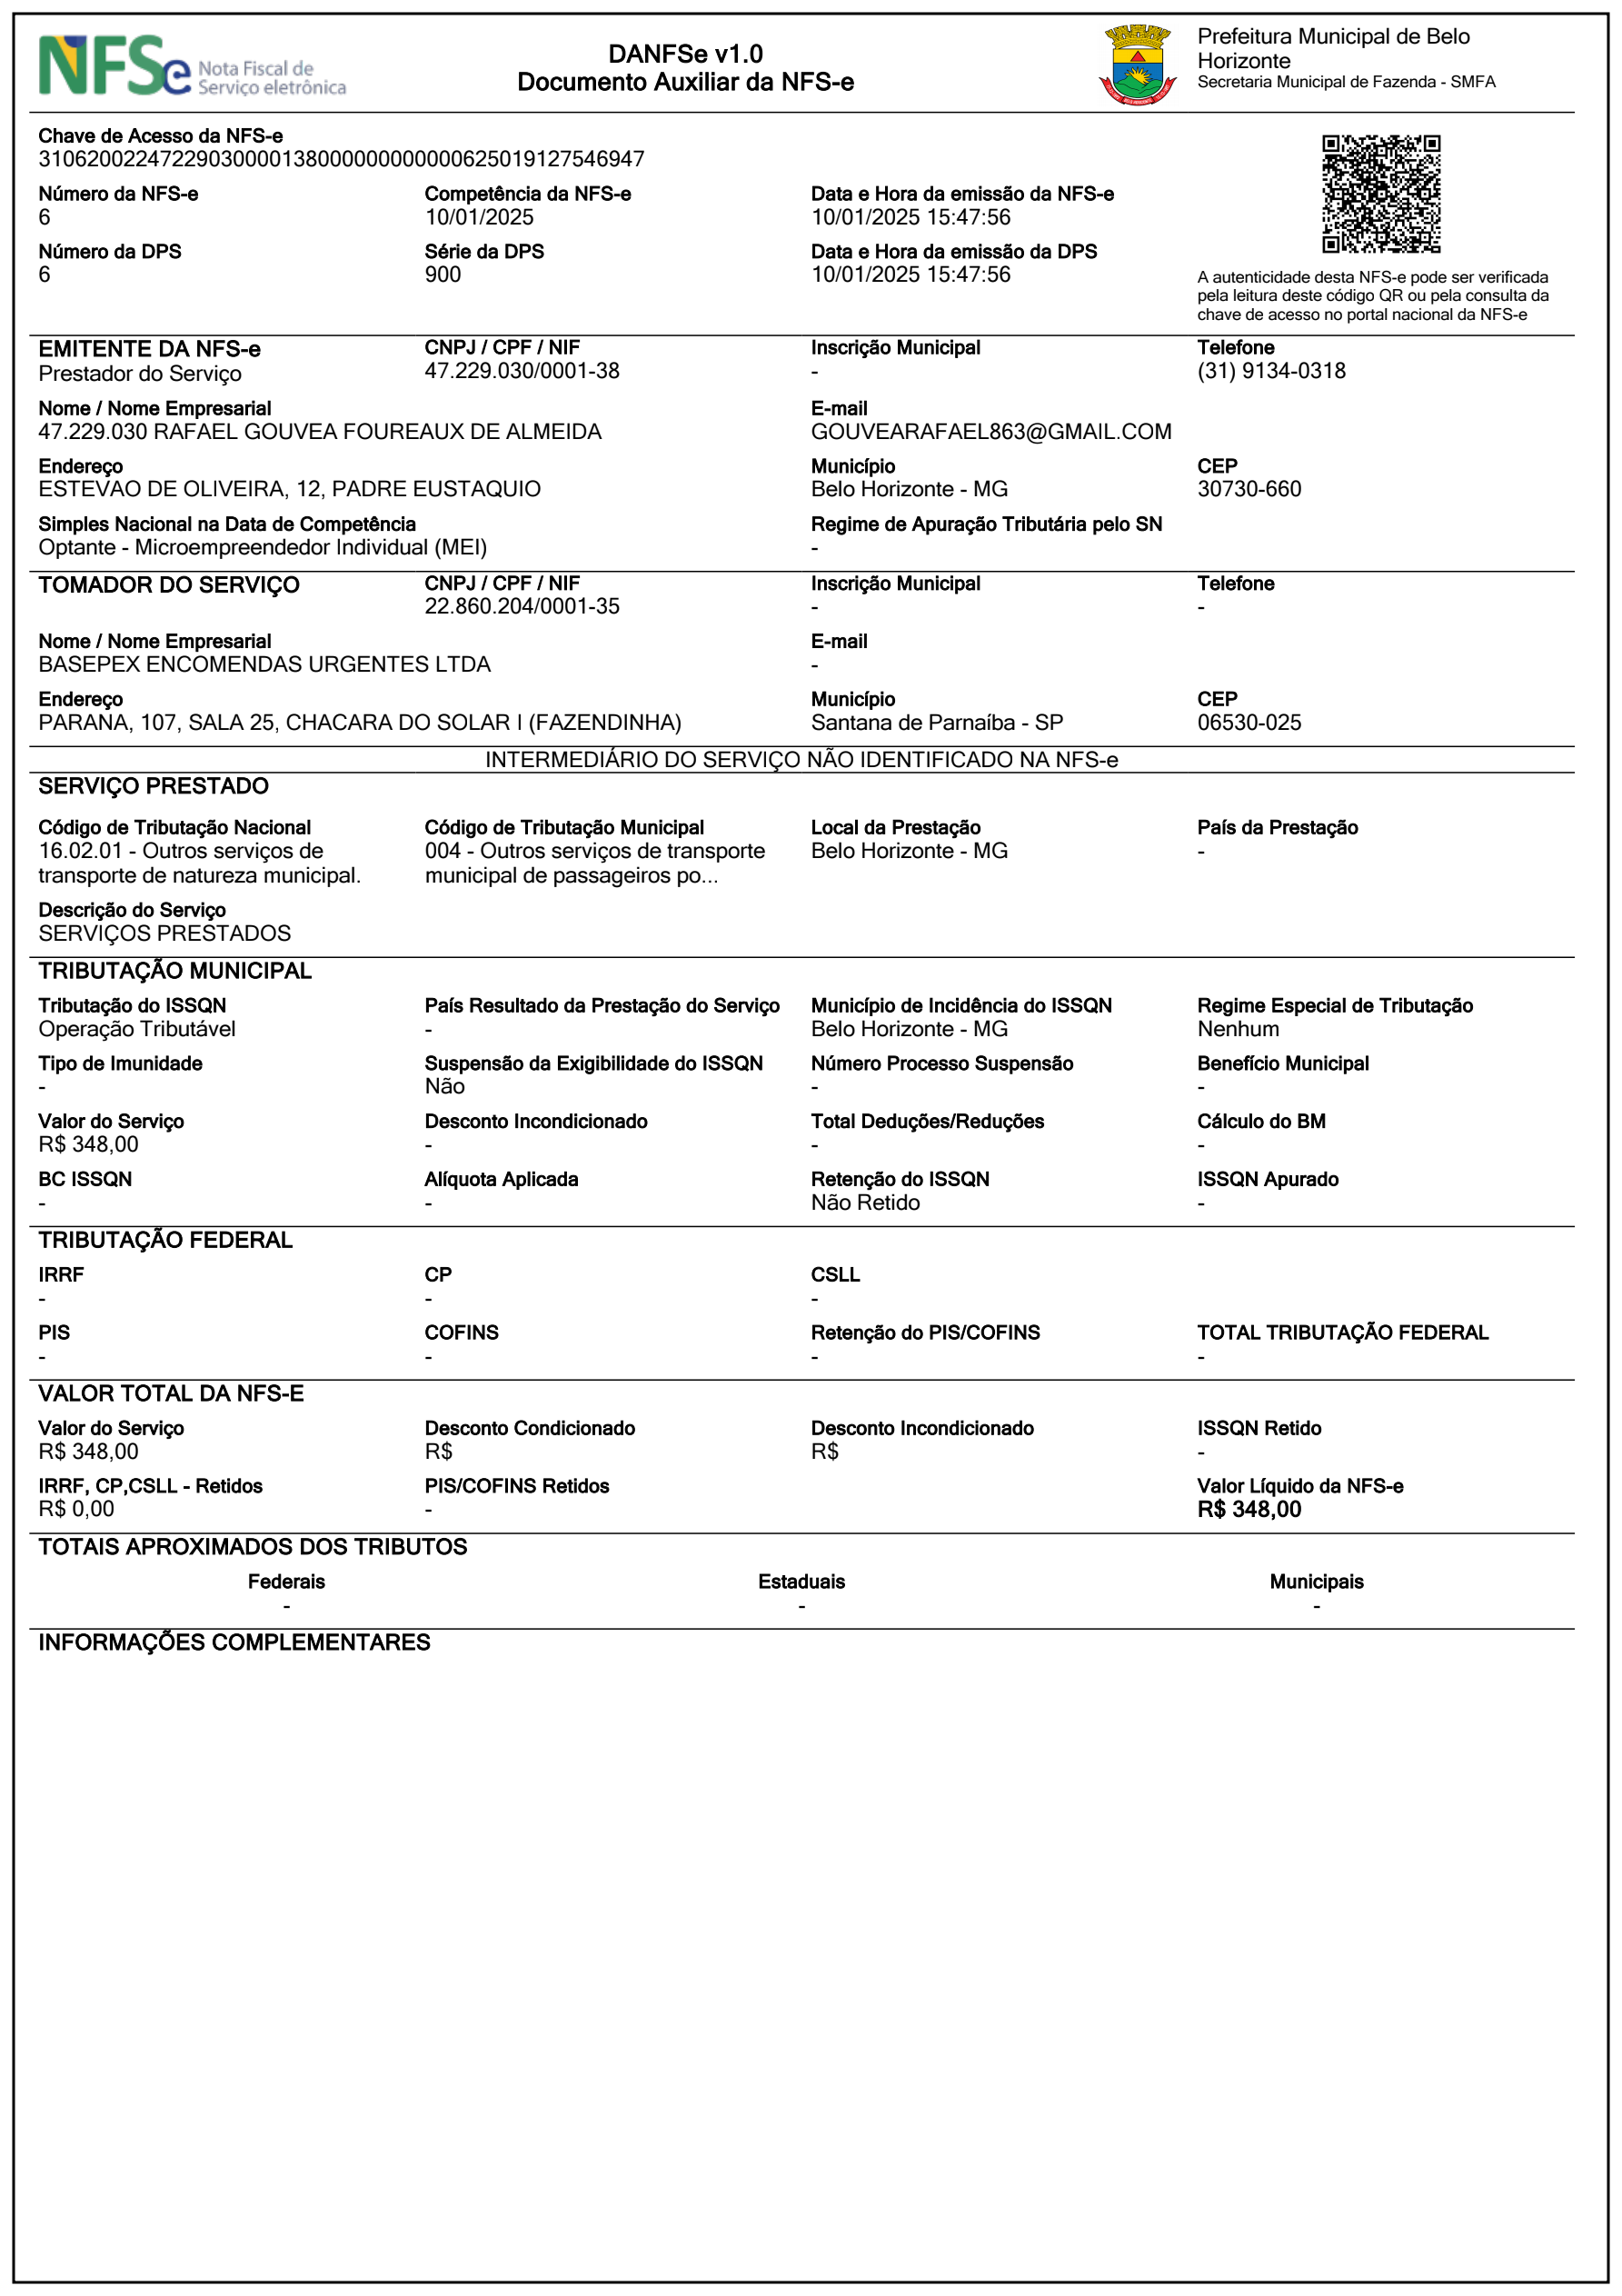 NFSe Nota Fiscal de Serviço eletrônica
DANFSe v1.0
Documento Auxiliar da NFS-e
Prefeitura Municipal de Belo
Horizonte
Secretaria Municipal de Fazenda - SMFA
Chave de Acesso da NFS-e
31062002247229030000138000000000000625019127546947
Número da NFS-e Competência da NFS-e Data e Hora da emissão da NFS-e
6 10/01/2025 10/01/2025 15:47:56
Número da DPS Série da DPS Data e Hora da emissão da DPS
6 900 10/01/2025 15:47:56
A autenticidade desta NFS-e pode ser verificada
pela leitura deste código QR ou pela consulta da
chave de acesso no portal nacional da NFS-e
EMITENTE DA NFS-e CNPJ / CPF / NIF Inscrição Municipal Telefone
Prestador do Serviço 47.229.030/0001-38 - (31) 9134-0318
Nome / Nome Empresarial E-mail
47.229.030 RAFAEL GOUVEA FOUREAUX DE ALMEIDA GOUVEARAFAEL863@GMAIL.COM
Endereço Município CEP
ESTEVAO DE OLIVEIRA, 12, PADRE EUSTAQUIO Belo Horizonte - MG 30730-660
Simples Nacional na Data de Competência Regime de Apuração Tributária pelo SN
Optante - Microempreendedor Individual (MEI) -
TOMADOR DO SERVIÇO CNPJ / CPF / NIF Inscrição Municipal Telefone
22.860.204/0001-35 - -
Nome / Nome Empresarial E-mail
BASEPEX ENCOMENDAS URGENTES LTDA -
Endereço Município CEP
PARANA, 107, SALA 25, CHACARA DO SOLAR I (FAZENDINHA) Santana de Parnaíba - SP 06530-025
INTERMEDIÁRIO DO SERVIÇO NÃO IDENTIFICADO NA NFS-e
SERVIÇO PRESTADO
Código de Tributação Nacional Código de Tributação Municipal Local da Prestação País da Prestação
16.02.01 - Outros serviços de 004 - Outros serviços de transporte Belo Horizonte - MG -
transporte de natureza municipal. municipal de passageiros po...
Descrição do Serviço
SERVIÇOS PRESTADOS
TRIBUTAÇÃO MUNICIPAL
Tributação do ISSQN País Resultado da Prestação do Serviço Município de Incidência do ISSQN Regime Especial de Tributação
Operação Tributável - Belo Horizonte - MG Nenhum
Tipo de Imunidade Suspensão da Exigibilidade do ISSQN Número Processo Suspensão Benefício Municipal
- Não - -
Valor do Serviço Desconto Incondicionado Total Deduções/Reduções Cálculo do BM
R$ 348,00 - - -
BC ISSQN Alíquota Aplicada Retenção do ISSQN ISSQN Apurado
- - Não Retido -
TRIBUTAÇÃO FEDERAL
IRRF CP CSLL
- - -
PIS COFINS Retenção do PIS/COFINS TOTAL TRIBUTAÇÃO FEDERAL
- - - -
VALOR TOTAL DA NFS-E
Valor do Serviço Desconto Condicionado Desconto Incondicionado ISSQN Retido
R$ 348,00 R$ R$ -
IRRF, CP,CSLL - Retidos PIS/COFINS Retidos Valor Líquido da NFS-e
R$ 0,00 - R$ 348,00
TOTAIS APROXIMADOS DOS TRIBUTOS
Federais Estaduais Municipais
- - -
INFORMAÇÕES COMPLEMENTARES